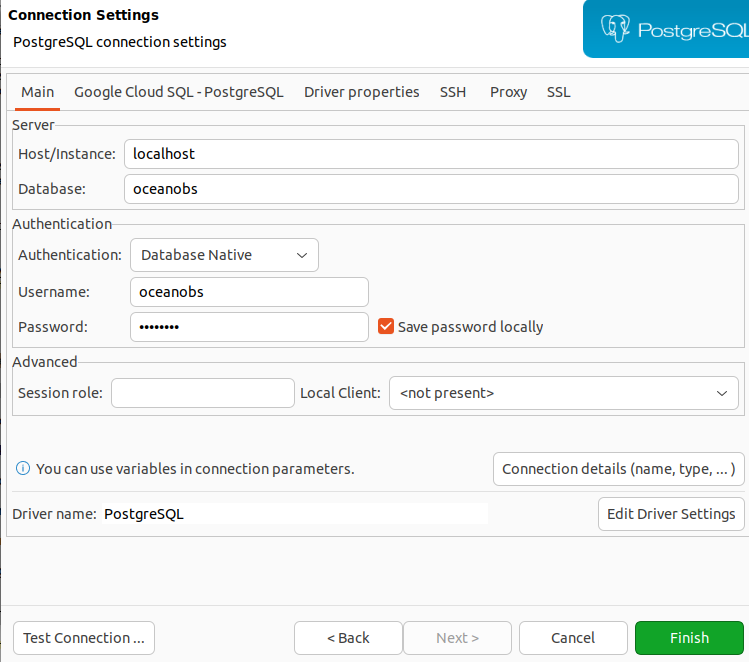 Connection Settings
PostgreSQL connection settings
PostgreSQL
Main Google Cloud SQL - PostgreSQL Driver properties SSH Proxy SSL
Server
Host/Instance: localhost
Database: oceanobs
Authentication
Authentication: Database Native
Username: oceanobs
Password: ••••••••
Save password locally
Advanced
Session role: Local Client: <not present>
You can use variables in connection parameters. Connection details (name, type, ... )
Driver name: PostgreSQL Edit Driver Settings
Test Connection ... < Back Next > Cancel Finish